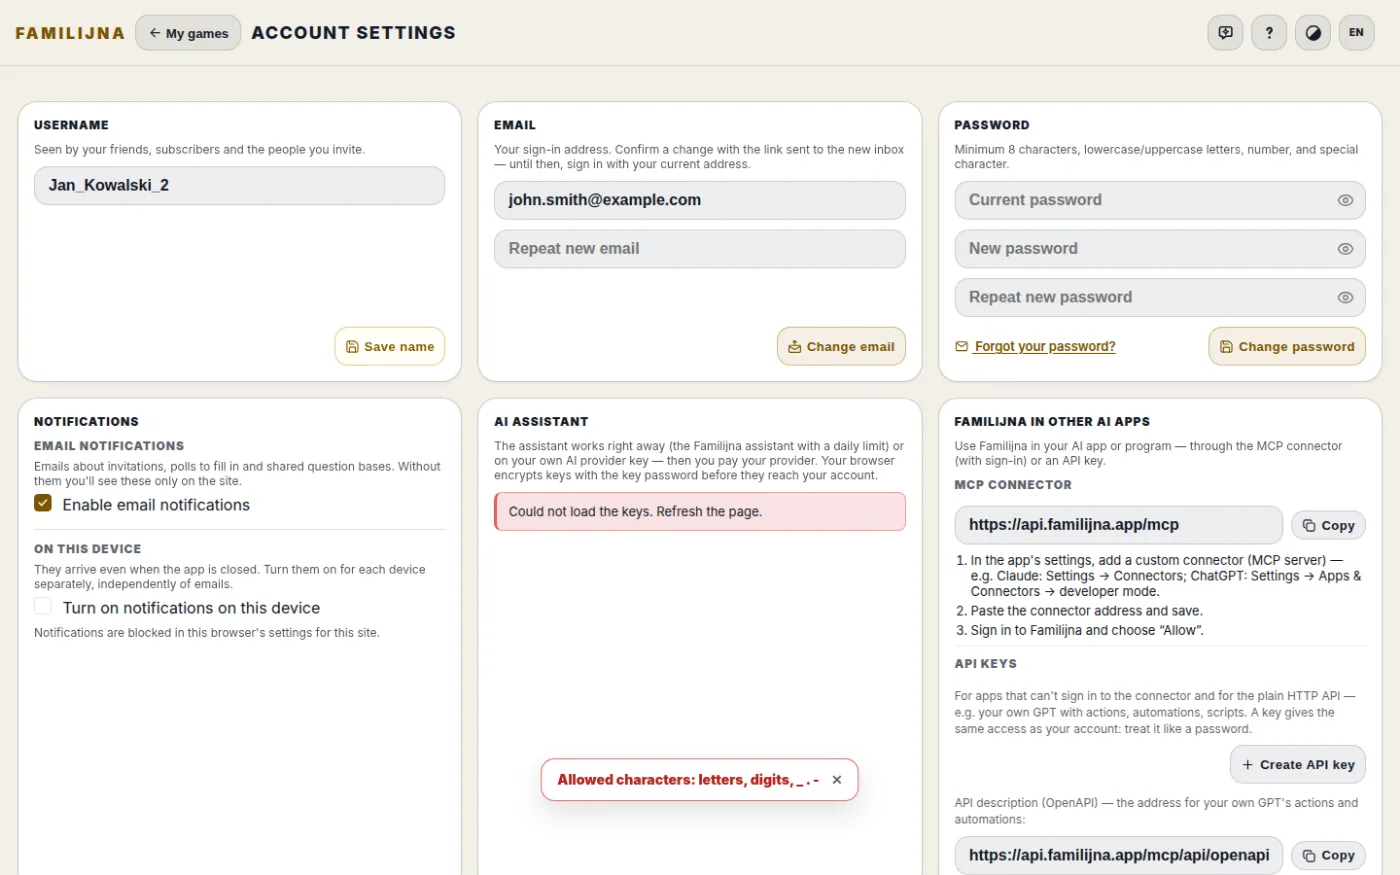 FAMILIJNA
← My games
ACCOUNT SETTINGS
?
EN
USERNAME
Seen by your friends, subscribers and the people you invite.
Jan_Kowalski_2
Save name
EMAIL
Your sign-in address. Confirm a change with the link sent to the new inbox
— until then, sign in with your current address.
john.smith@example.com
Repeat new email
Change email
PASSWORD
Minimum 8 characters, lowercase/uppercase letters, number, and special
character.
Current password
New password
Repeat new password
Forgot your password?
Change password
NOTIFICATIONS
EMAIL NOTIFICATIONS
Emails about invitations, polls to fill in and shared question bases. Without
them you'll see these only on the site.
Enable email notifications
ON THIS DEVICE
They arrive even when the app is closed. Turn them on for each device
separately, independently of emails.
Turn on notifications on this device
Notifications are blocked in this browser's settings for this site.
AI ASSISTANT
The assistant works right away (the Familijna assistant with a daily limit) or
on your own AI provider key — then you pay your provider. Your browser
encrypts keys with the key password before they reach your account.
Could not load the keys. Refresh the page.
Allowed characters: letters, digits, _ . - ×
FAMILIJNA IN OTHER AI APPS
Use Familijna in your AI app or program — through the MCP connector
(with sign-in) or an API key.
MCP CONNECTOR
https://api.familijna.app/mcp
Copy
1. In the app's settings, add a custom connector (MCP server) —
e.g. Claude: Settings → Connectors; ChatGPT: Settings → Apps &
Connectors → developer mode.
2. Paste the connector address and save.
3. Sign in to Familijna and choose “Allow”.
API KEYS
For apps that can't sign in to the connector and for the plain HTTP API —
e.g. your own GPT with actions, automations, scripts. A key gives the
same access as your account: treat it like a password.
+ Create API key
API description (OpenAPI) — the address for your own GPT's actions and
automations:
https://api.familijna.app/mcp/api/openapi
Copy